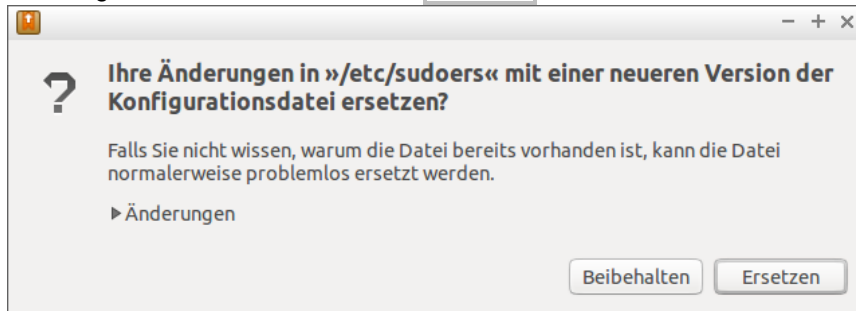 Ihre Änderungen in »/etc/sudoers« mit einer neueren Version der
Konfigurationsdatei ersetzen?
Falls Sie nicht wissen, warum die Datei bereits vorhanden ist, kann die Datei
normalerweise problemlos ersetzt werden.
Änderungen
Beibehalten
Ersetzen